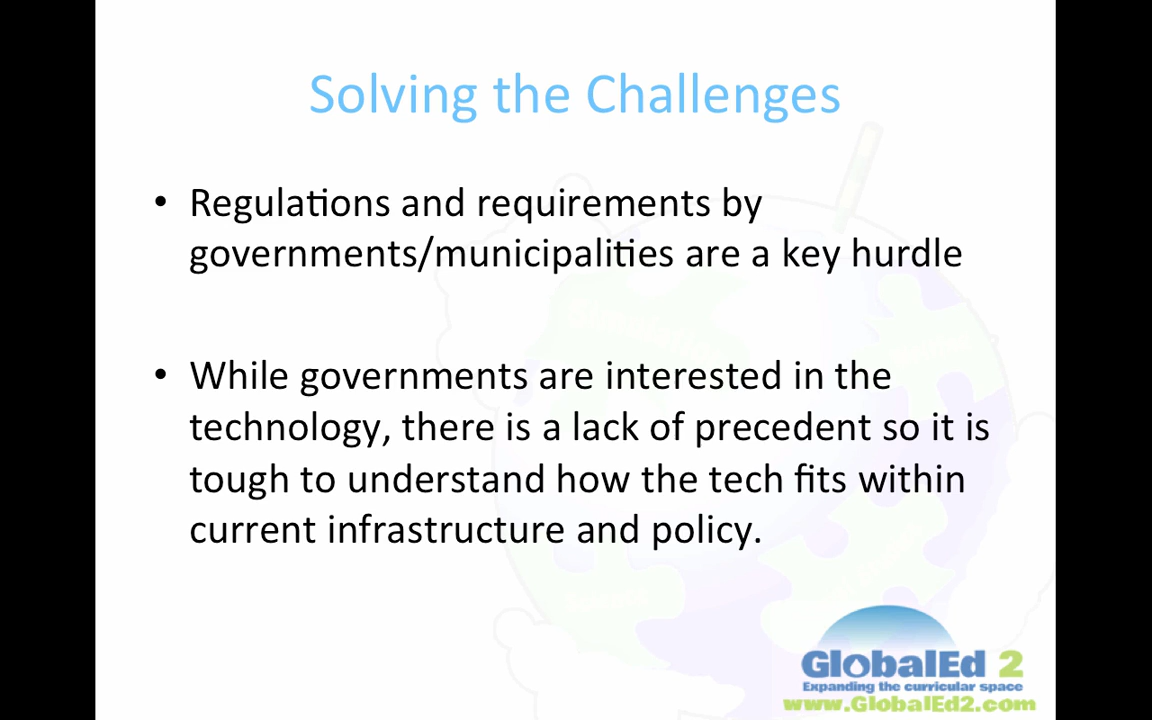 Solving the Challenges
• Regulations and requirements by
governments/municipalities are a key hurdle
• While governments are interested in the
technology, there is a lack of precedent so it is
tough to understand how the tech fits within
current infrastructure and policy.
Simulation
Science
GlobalEd 2
Expanding the curricular space
www.GlobalEd2.com